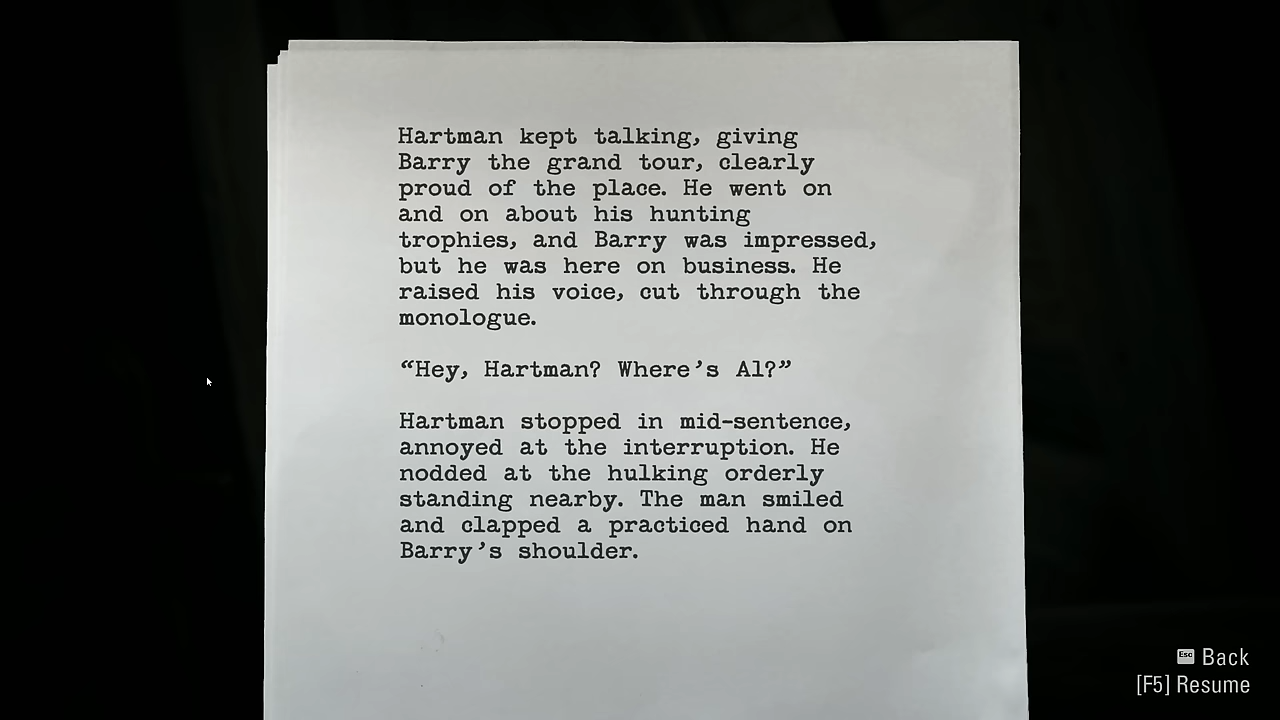 Hartman kept talking, giving
Barry the grand tour, clearly
proud of the place. He went on
and on about his hunting
trophies, and Barry was impressed,
but he was here on business. He
raised his voice, cut through the
monologue.
“Hey, Hartman? Where’s Al?”
Hartman stopped in mid-sentence,
annoyed at the interruption. He
nodded at the hulking orderly
standing nearby. The man smiled
and clapped a practiced hand on
Barry’s shoulder.
Esc Back
[F5] Resume